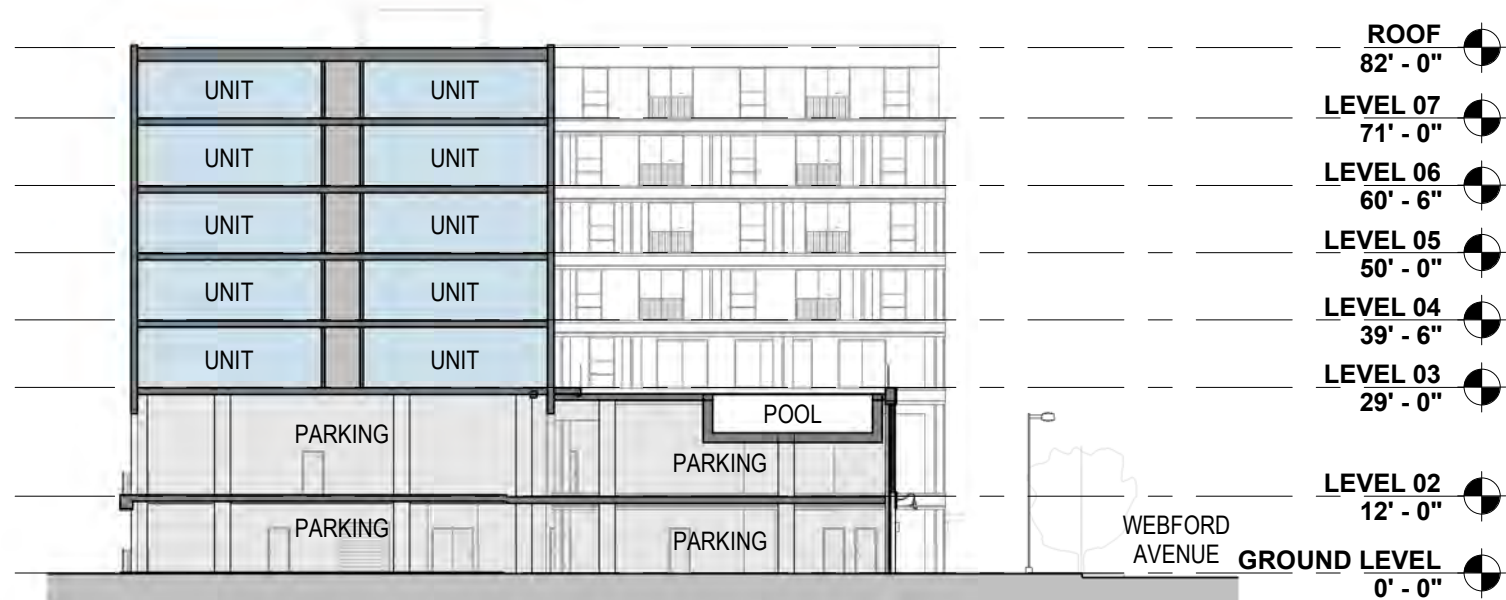 ROOF
82' - 0"
UNIT UNIT
LEVEL 07
71' - 0"
UNIT UNIT
LEVEL 06
60' - 6"
UNIT UNIT
LEVEL 05
50' - 0"
UNIT UNIT
LEVEL 04
39' - 6"
UNIT UNIT
LEVEL 03
29' - 0"
POOL
PARKING
PARKING
LEVEL 02
12' - 0"
PARKING
PARKING
WEBFORD
AVENUE
GROUND LEVEL
0' - 0"